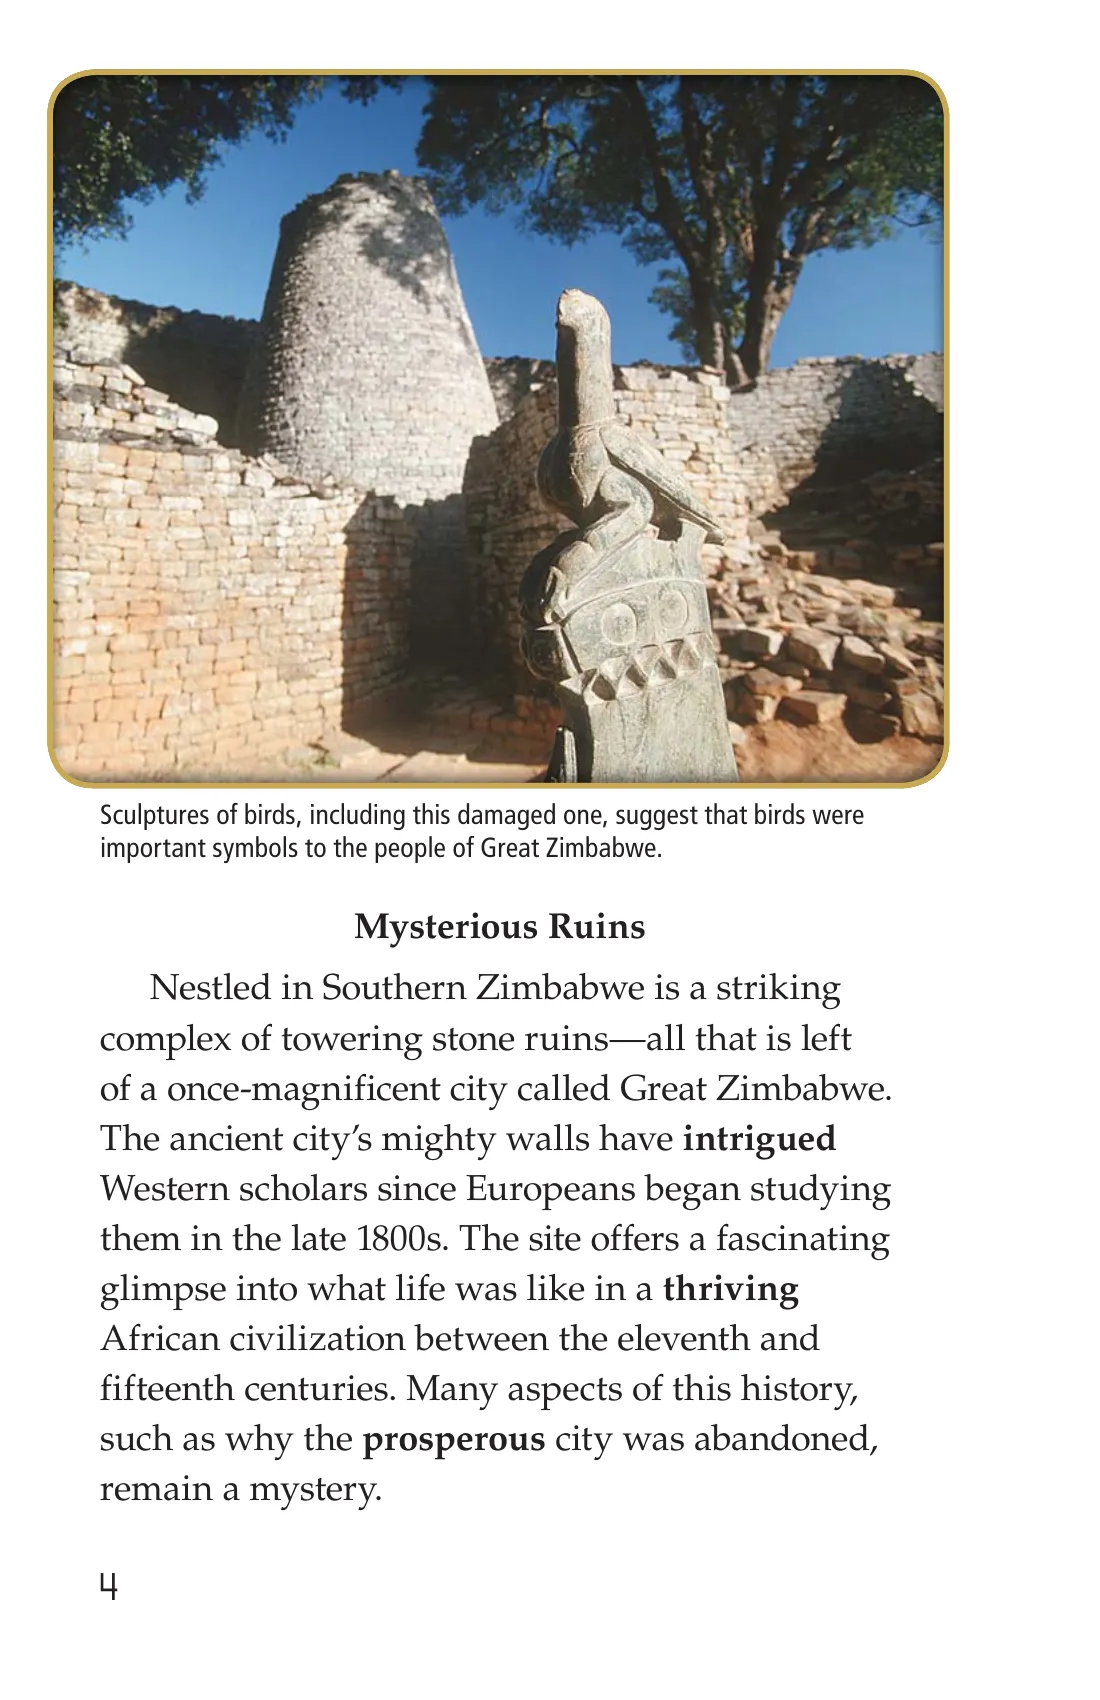 Sculptures of birds, including this damaged one, suggest that birds were
important symbols to the people of Great Zimbabwe.
Mysterious Ruins
Nestled in Southern Zimbabwe is a striking
complex of towering stone ruins—all that is left
of a once-magnificent city called Great Zimbabwe.
The ancient city’s mighty walls have intrigued
Western scholars since Europeans began studying
them in the late 1800s. The site offers a fascinating
glimpse into what life was like in a thriving
African civilization between the eleventh and
fifteenth centuries. Many aspects of this history,
such as why the prosperous city was abandoned,
remain a mystery.
4